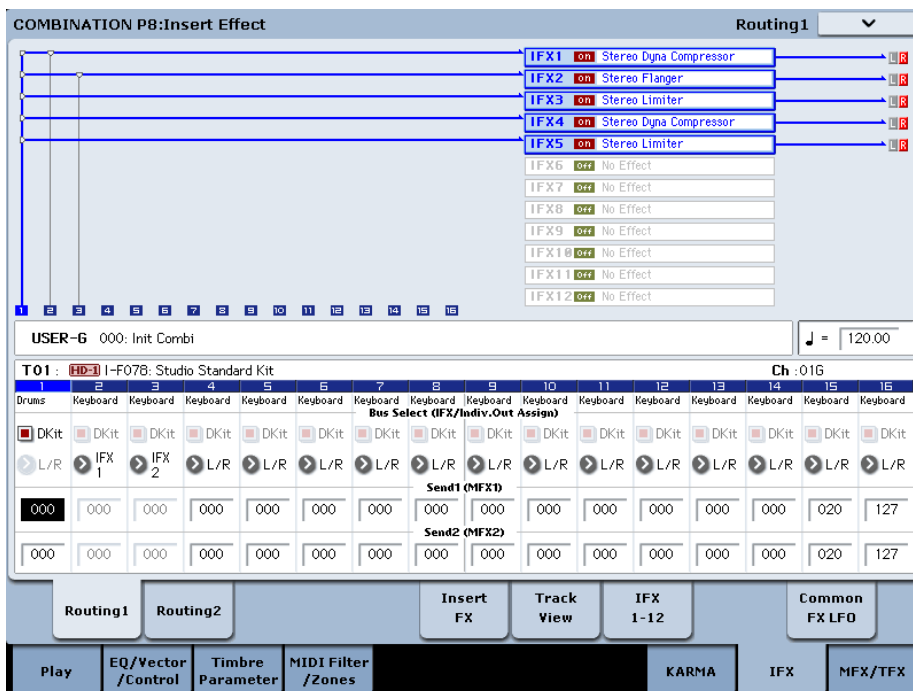 COMBINATION P8:Insert Effect Routing1
IFX1 on Stereo Dyna Compressor L R
IFX2 on Stereo Flanger L R
IFX3 on Stereo Limiter L R
IFX4 on Stereo Dyna Compressor L R
IFX5 on Stereo Limiter L R
IFX6 Off No Effect
IFX7 Off No Effect
IFX8 Off No Effect
IFX9 Off No Effect
IFX10 Off No Effect
IFX11 Off No Effect
IFX12 Off No Effect
1 2 3 4 5 6 7 8 9 10 11 12 13 14 15 16
USER-G 000: Init Combi ♩ = 120.00
T01 : HD-1 I-F078: Studio Standard Kit Ch :01G
1 2 3 4 5 6 7 8 9 10 11 12 13 14 15 16
Drums Keyboard Keyboard Keyboard Keyboard Keyboard Keyboard Keyboard Keyboard Keyboard Keyboard Keyboard Keyboard Keyboard Keyboard Keyboard
Bus Select (IFX/Indiv.Out Assign)
DKit DKit DKit DKit DKit DKit DKit DKit DKit DKit DKit DKit DKit DKit DKit DKit
L/R IFX 1 IFX 2 L/R L/R L/R L/R L/R L/R L/R L/R L/R L/R L/R L/R L/R
Send1 (MFX1)
000 000 000 000 000 000 000 000 000 000 000 000 000 000 020 127
Send2 (MFX2)
000 000 000 000 000 000 000 000 000 000 000 000 000 000 020 127
Routing1 Routing2 Insert FX Track View IFX 1-12 Common FX LFO
Play EQ/Vector /Control Timbre Parameter MIDI Filter /Zones KARMA IFX MFX/TFX